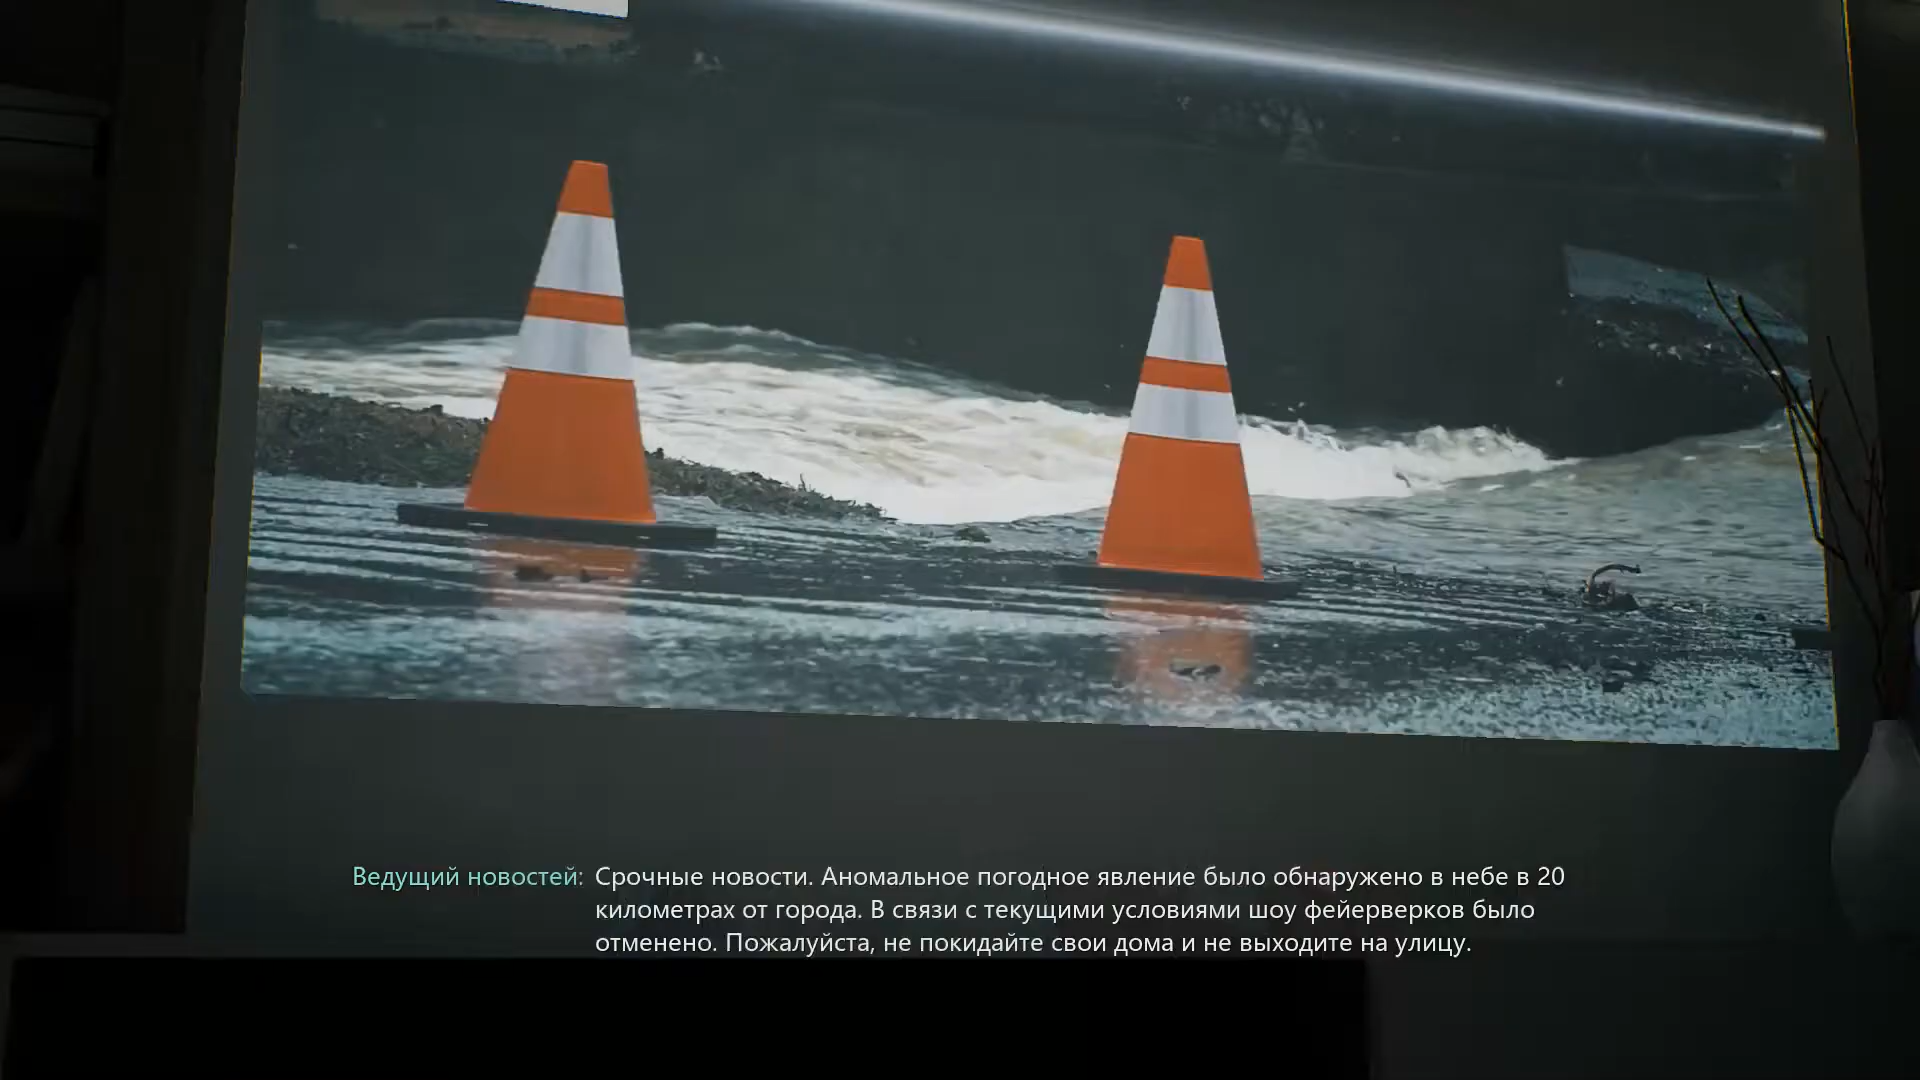 Ведущий новостей: Срочные новости. Аномальное погодное явление было обнаружено в небе в 20
километрах от города. В связи с текущими условиями шоу фейерверков было
отменено. Пожалуйста, не покидайте свои дома и не выходите на улицу.